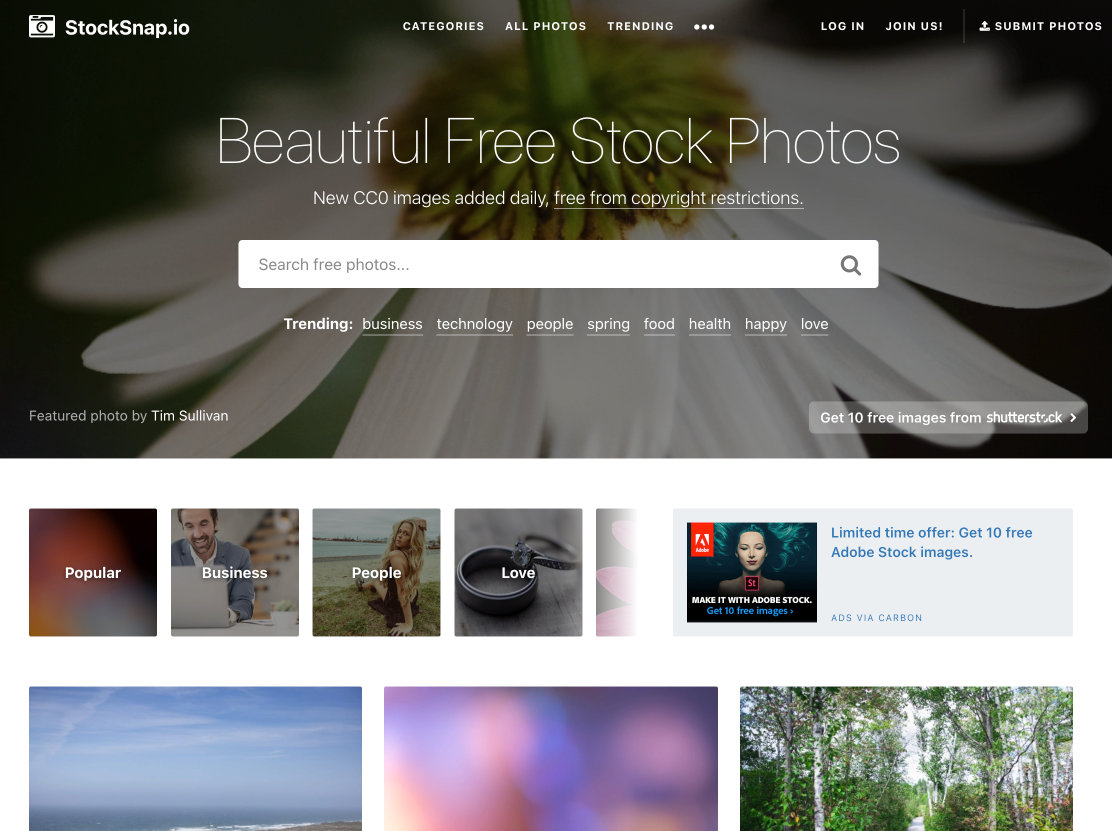 StockSnap.io
CATEGORIES
ALL PHOTOS
TRENDING
•••
LOG IN
JOIN US!
SUBMIT PHOTOS
Beautiful Free Stock Photos
New CC0 images added daily, free from copyright restrictions.
Search free photos...
Trending: business technology people spring food health happy love
Featured photo by Tim Sullivan
Get 10 free images from shutterstock
Popular
Business
People
Love
Adobe
St
MAKE IT WITH ADOBE STOCK.
Get 10 free images ›
Limited time offer: Get 10 free
Adobe Stock images.
ADS VIA CARBON